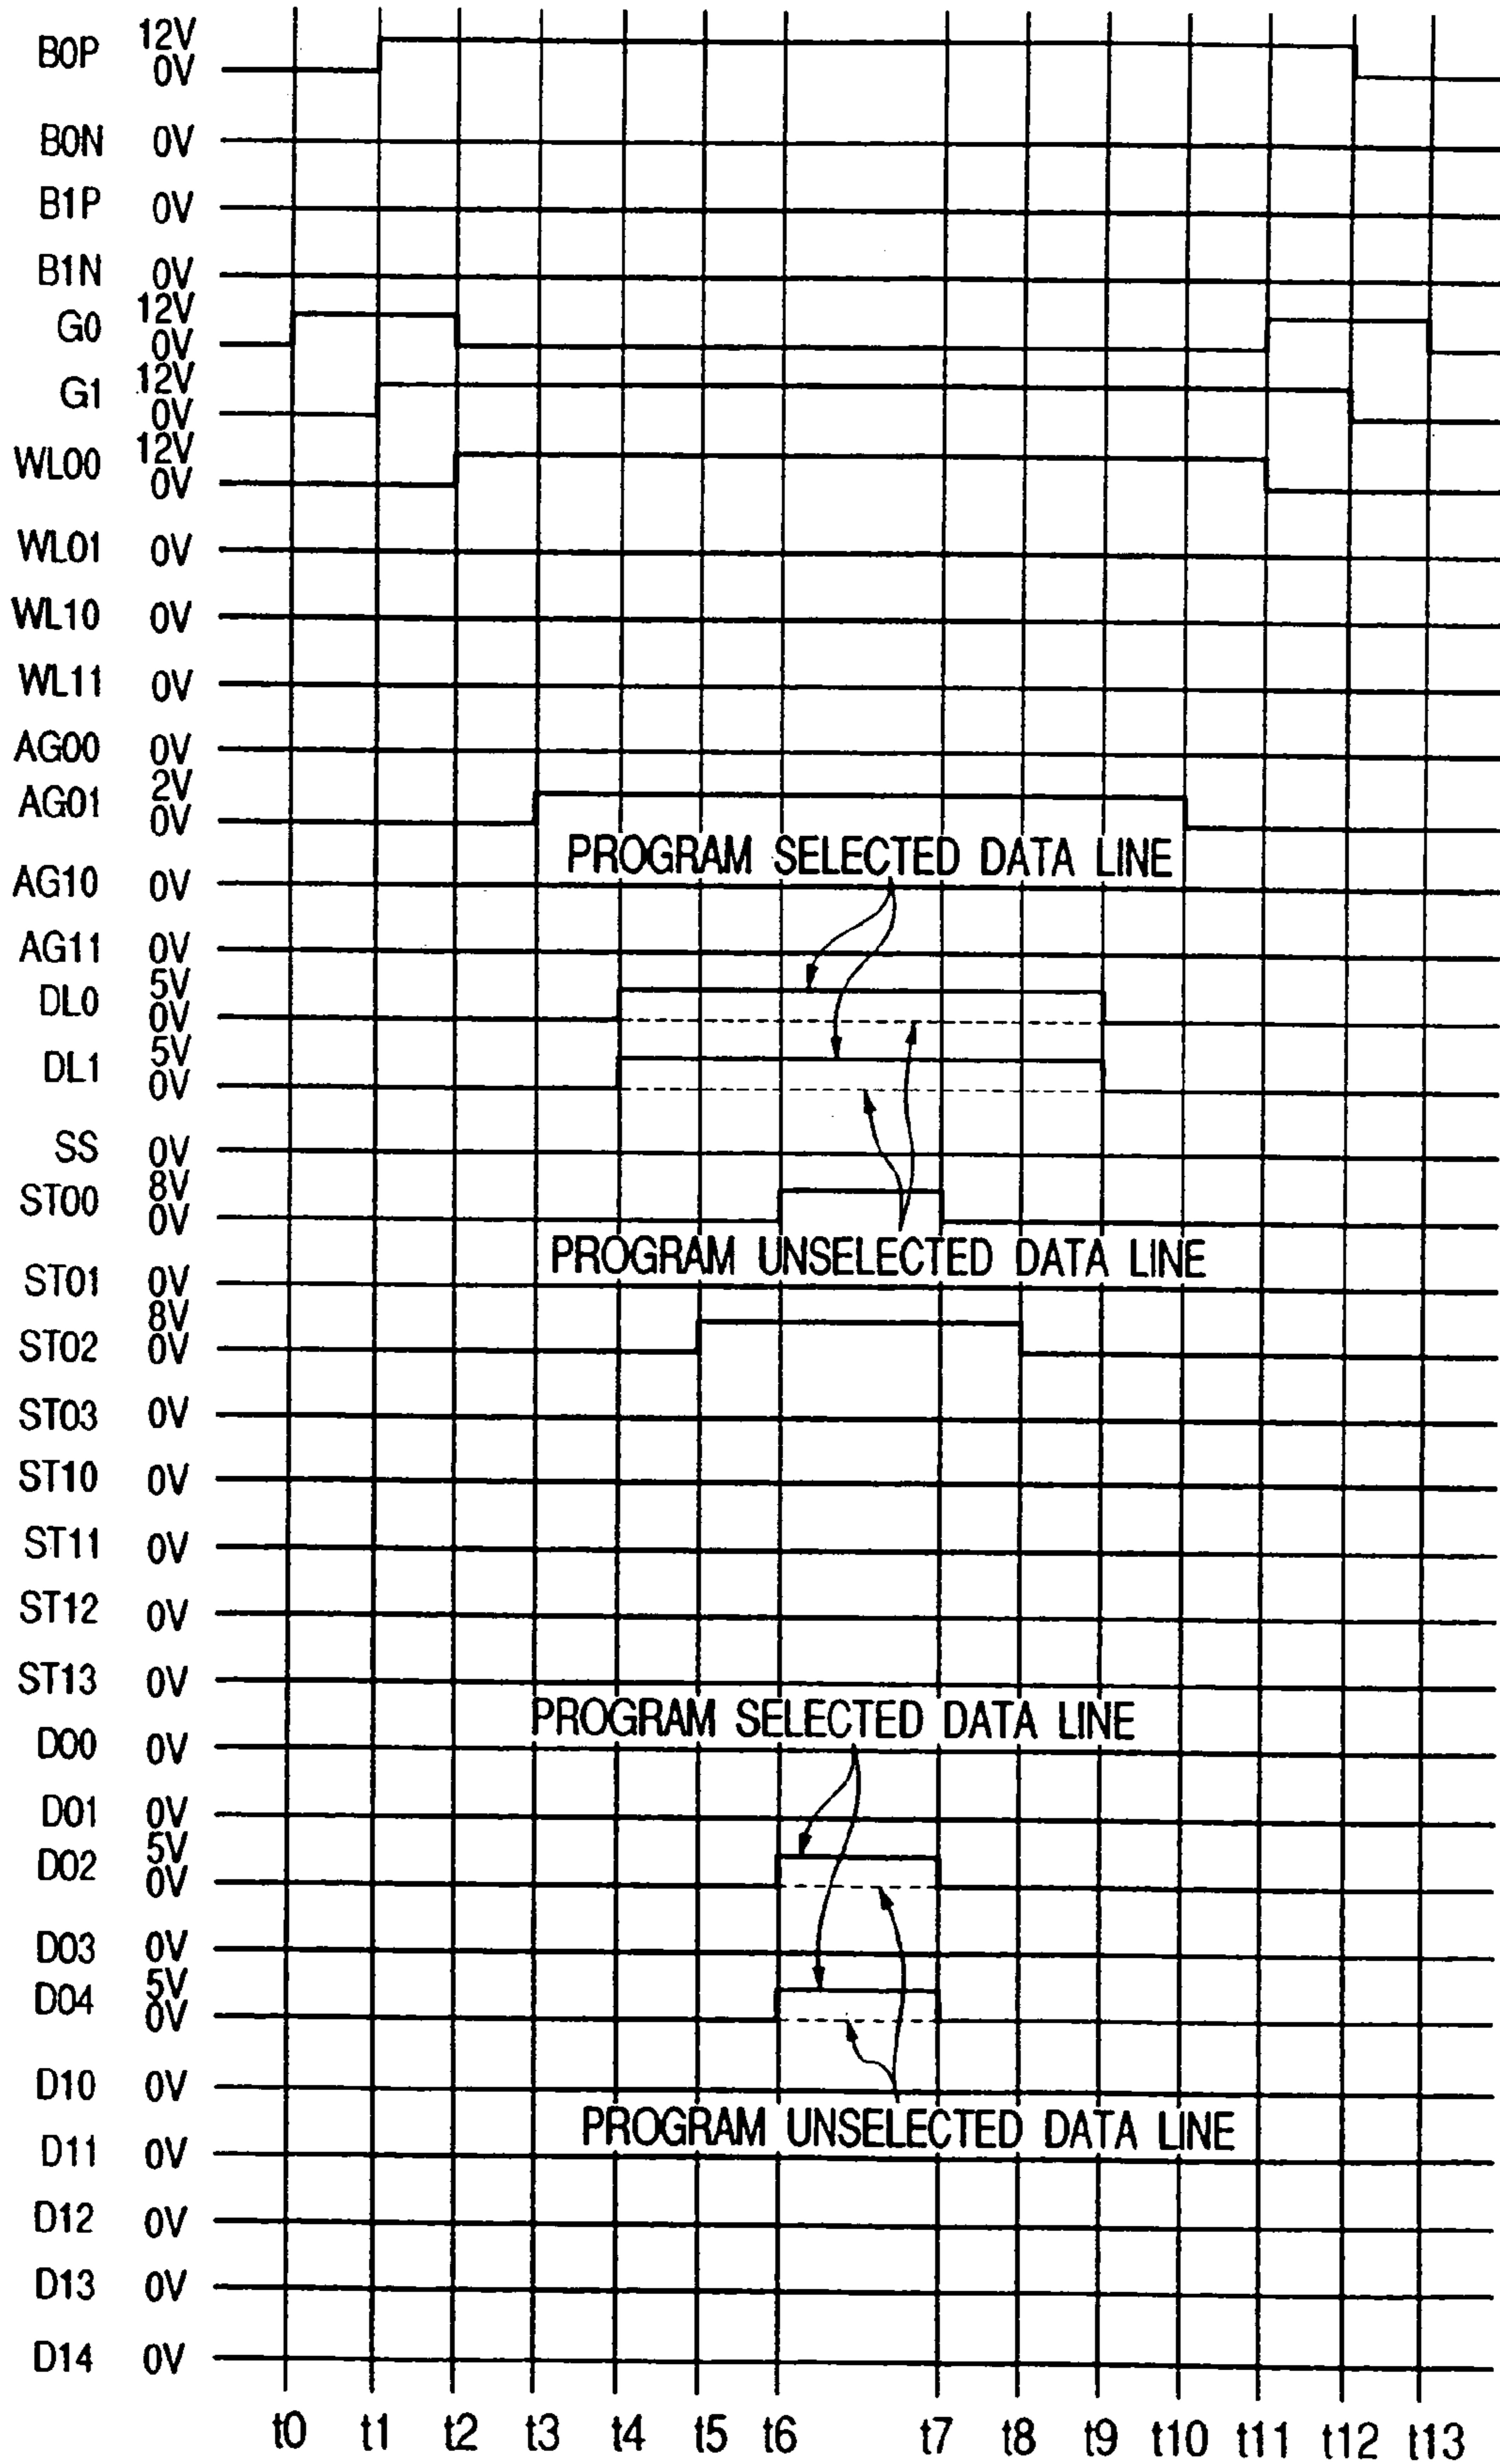 B0P 12V
0V
B0N 0V
B1P 0V
B1N 0V
G0 12V
0V
G1 12V
0V
WL00 12V
0V
WL01 0V
WL10 0V
WL11 0V
AG00 0V
AG01 2V
0V
PROGRAM SELECTED DATA LINE
AG10 0V
AG11 0V
DL0 5V
0V
DL1 5V
0V
SS 0V
ST00 8V
0V
PROGRAM UNSELECTED DATA LINE
ST01 0V
ST02 8V
0V
ST03 0V
ST10 0V
ST11 0V
ST12 0V
ST13 0V
PROGRAM SELECTED DATA LINE
D00 0V
D01 0V
D02 5V
0V
D03 0V
D04 5V
0V
D10 0V
PROGRAM UNSELECTED DATA LINE
D11 0V
D12 0V
D13 0V
D14 0V
t0 t1 t2 t3 t4 t5 t6 t7 t8 t9 t10 t11 t12 t13